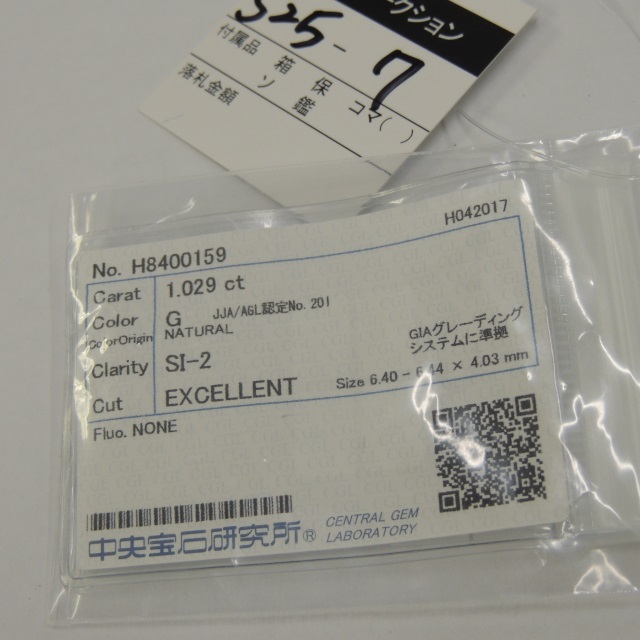 クション
S25-7
付属品 箱 保 コマ( )
落札金額 ソ 鑑
No. H8400159
H042017
Carat 1.029 ct
Color G JJA/AGL認定No.201
ColorOrigin NATURAL
GIAグレーディング
システムに準拠
Clarity SI-2
Cut EXCELLENT Size 6.40 - 6.44 × 4.03 mm
Fluo. NONE
中央宝石研究所® CENTRAL GEM
LABORATORY